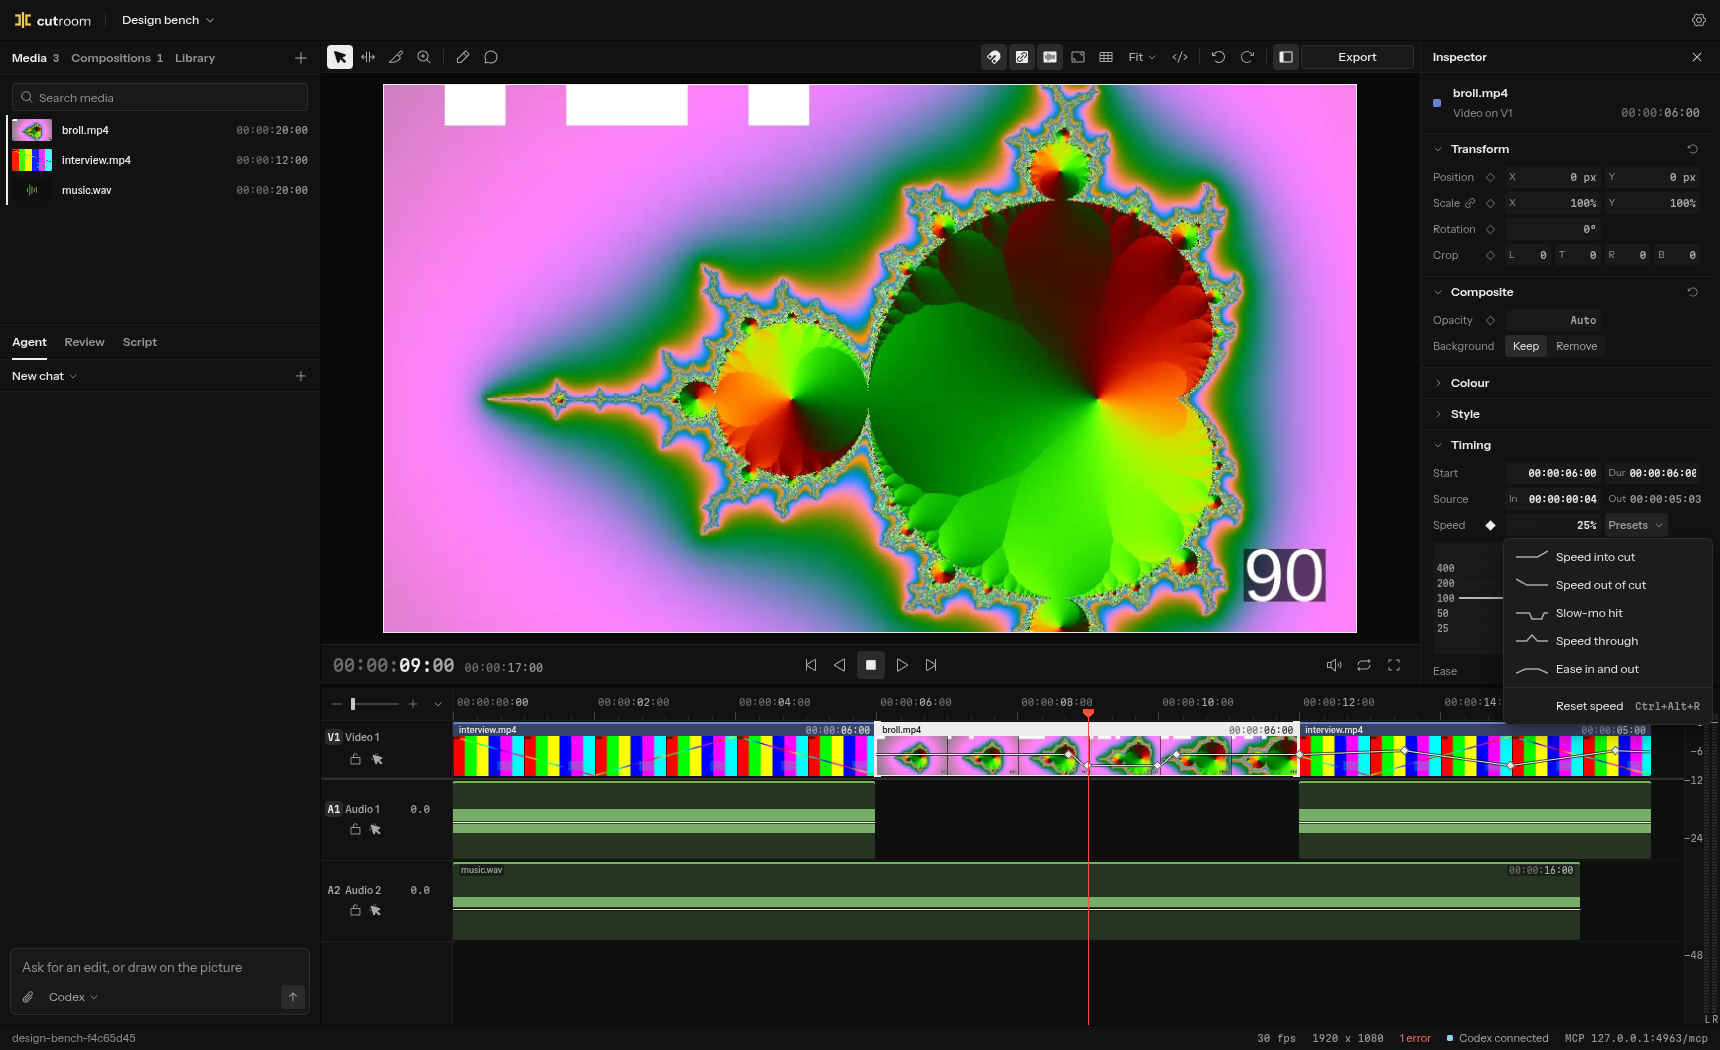 cutroom
Design bench
Media 3
Compositions 1
Library
Fit
Export
Inspector
Search media
broll.mp4
00:00:20:00
interview.mp4
00:00:12:00
music.wav
00:00:20:00
Agent
Review
Script
New chat
Ask for an edit, or draw on the picture
Codex
90
00:00:09:00
00:00:17:00
broll.mp4
Video on V1
00:00:06:00
Transform
Position
X
0 px
Y
0 px
Scale
X
100%
Y
100%
Rotation
0°
Crop
L
0
T
0
R
0
B
0
Composite
Opacity
Auto
Background
Keep
Remove
Colour
Style
Timing
Start
00:00:06:00
Dur
00:00:06:00
Source
In
00:00:00:04
Out
00:00:05:03
Speed
25%
Presets
400
200
100
50
25
Ease
Speed into cut
Speed out of cut
Slow-mo hit
Speed through
Ease in and out
Reset speed
Ctrl+Alt+R
00:00:00:00
00:00:02:00
00:00:04:00
00:00:06:00
00:00:08:00
00:00:10:00
00:00:12:00
00:00:14:
V1
Video 1
interview.mp4
00:00:06:00
broll.mp4
00:00:06:00
interview.mp4
00:00:05:00
A1
Audio 1
0.0
A2
Audio 2
0.0
music.wav
00:00:16:00
-6
-12
-24
-48
L R
design-bench-f4c65d45
30 fps
1920 x 1080
1 error
Codex connected
MCP 127.0.0.1:4963/mcp